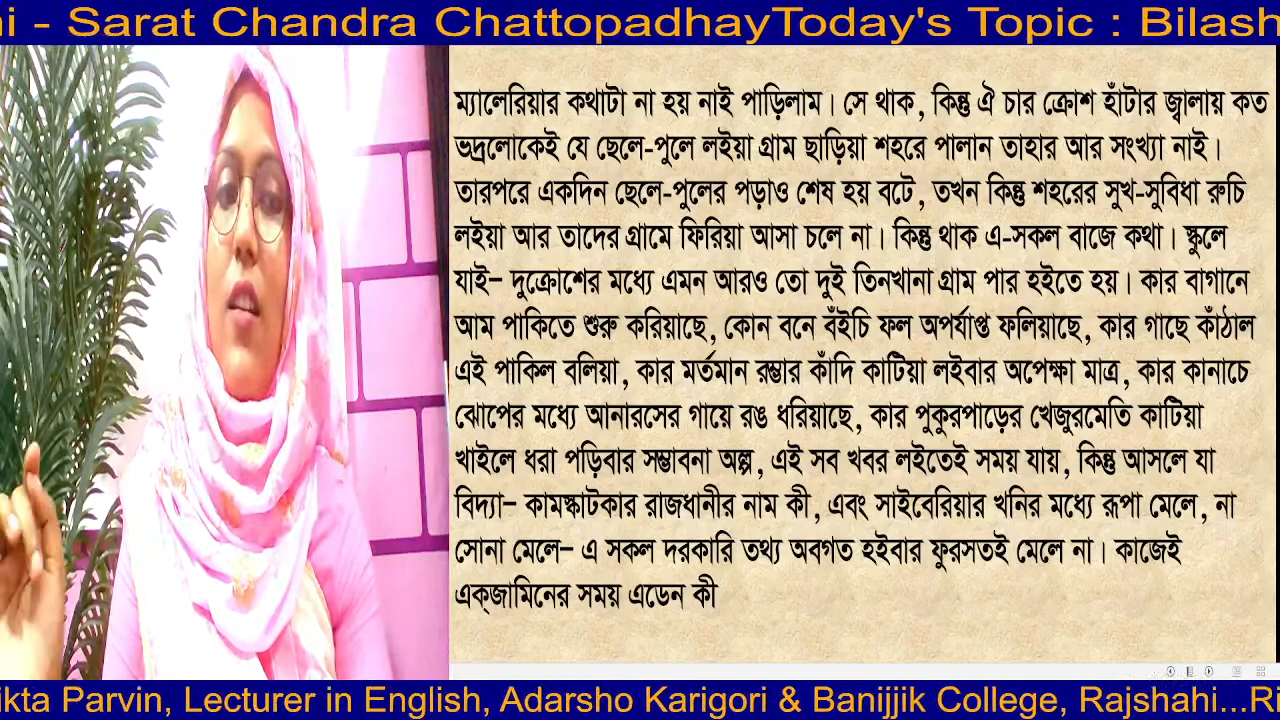 ni - Sarat Chandra ChattopadhayToday's Topic : Bilash
ম্যালেরিয়ার কথাটা না হয় নাই পাড়িলাম। সে থাক, কিন্তু ঐ চার ক্রোশ হাঁটার জ্বালায় কত
ভদ্রলোকেই যে ছেলে-পুলে লইয়া গ্রাম ছাড়িয়া শহরে পালান তাহার আর সংখ্যা নাই।
তারপরে একদিন ছেলে-পুলের পড়াও শেষ হয় বটে, তখন কিন্তু শহরের সুখ-সুবিধা রুচি
লইয়া আর তাদের গ্রামে ফিরিয়া আসা চলে না। কিন্তু থাক এ-সকল বাজে কথা। স্কুলে
যাই– দুক্রোশের মধ্যে এমন আরও তো দুই তিনখানা গ্রাম পার হইতে হয়। কার বাগানে
আম পাকিতে শুরু করিয়াছে, কোন বনে বঁইচি ফল অপর্যাপ্ত ফলিয়াছে, কার গাছে কাঁঠাল
এই পাকিল বলিয়া, কার মর্তমান রম্ভার কাঁদি কাটিয়া লইবার অপেক্ষা মাত্র, কার কানাচে
ঝোপের মধ্যে আনারসের গায়ে রঙ ধরিয়াছে, কার পুকুরপাড়ের খেজুরমেতি কাটিয়া
খাইলে ধরা পড়িবার সম্ভাবনা অল্প, এই সব খবর লইতেই সময় যায়, কিন্তু আসলে যা
বিদ্যা– কামস্কাটকার রাজধানীর নাম কী, এবং সাইবেরিয়ার খনির মধ্যে রূপা মেলে, না
সোনা মেলে– এ সকল দরকারি তথ্য অবগত হইবার ফুরসতই মেলে না। কাজেই
এক্জামিনের সময় এডেন কী
ikta Parvin, Lecturer in English, Adarsho Karigori & Banijjik College, Rajshahi...Ri